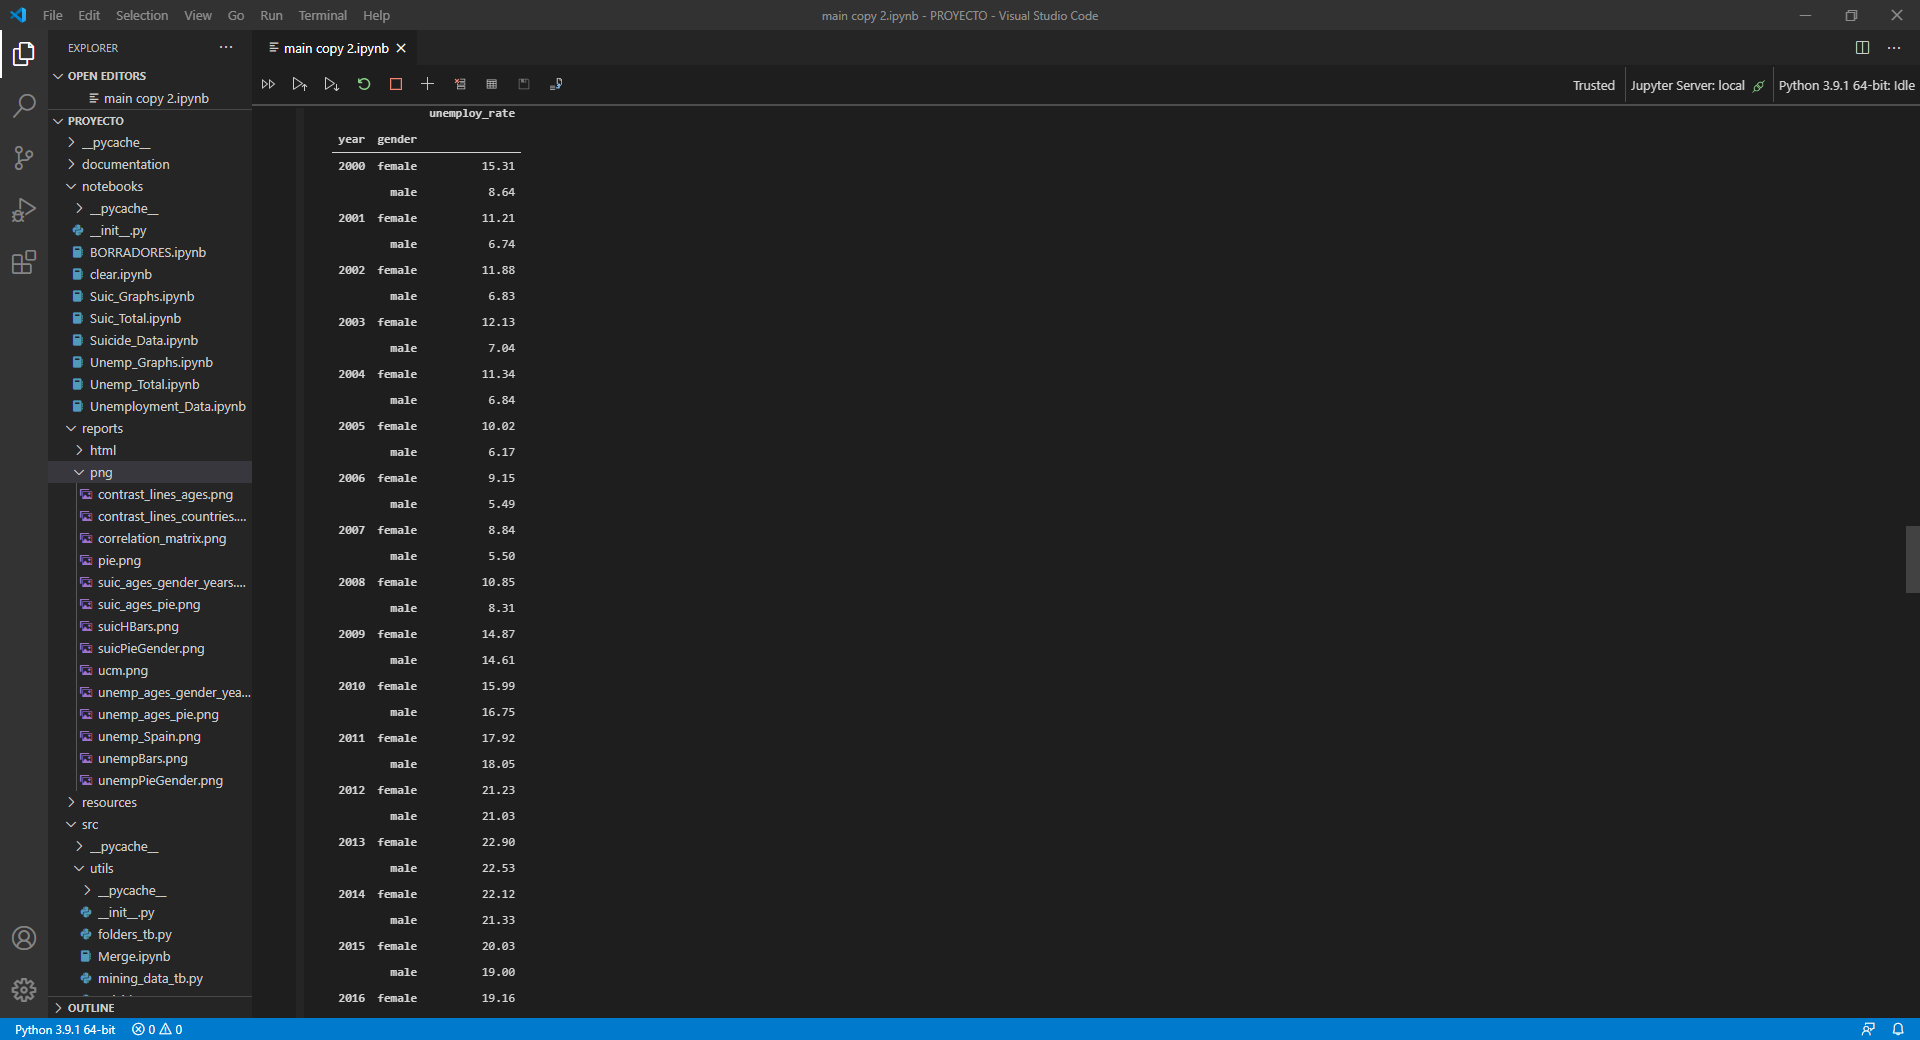 File Edit Selection View Go Run Terminal Help
main copy 2.ipynb - PROYECTO - Visual Studio Code
EXPLORER
OPEN EDITORS
main copy 2.ipynb
PROYECTO
__pycache__
documentation
notebooks
__pycache__
__init__.py
BORRADORES.ipynb
clear.ipynb
Suic_Graphs.ipynb
Suic_Total.ipynb
Suicide_Data.ipynb
Unemp_Graphs.ipynb
Unemp_Total.ipynb
Unemployment_Data.ipynb
reports
html
png
contrast_lines_ages.png
contrast_lines_countries....
correlation_matrix.png
pie.png
suic_ages_gender_years....
suic_ages_pie.png
suicHBars.png
suicPieGender.png
ucm.png
unemp_ages_gender_yea...
unemp_ages_pie.png
unemp_Spain.png
unempBars.png
unempPieGender.png
resources
src
__pycache__
utils
__pycache__
__init__.py
folders_tb.py
Merge.ipynb
mining_data_tb.py
OUTLINE
main copy 2.ipynb
Trusted Jupyter Server: local Python 3.9.1 64-bit: Idle
unemploy_rate
year gender
2000 female 15.31
male 8.64
2001 female 11.21
male 6.74
2002 female 11.88
male 6.83
2003 female 12.13
male 7.04
2004 female 11.34
male 6.84
2005 female 10.02
male 6.17
2006 female 9.15
male 5.49
2007 female 8.84
male 5.50
2008 female 10.85
male 8.31
2009 female 14.87
male 14.61
2010 female 15.99
male 16.75
2011 female 17.92
male 18.05
2012 female 21.23
male 21.03
2013 female 22.90
male 22.53
2014 female 22.12
male 21.33
2015 female 20.03
male 19.00
2016 female 19.16
Python 3.9.1 64-bit 0 0